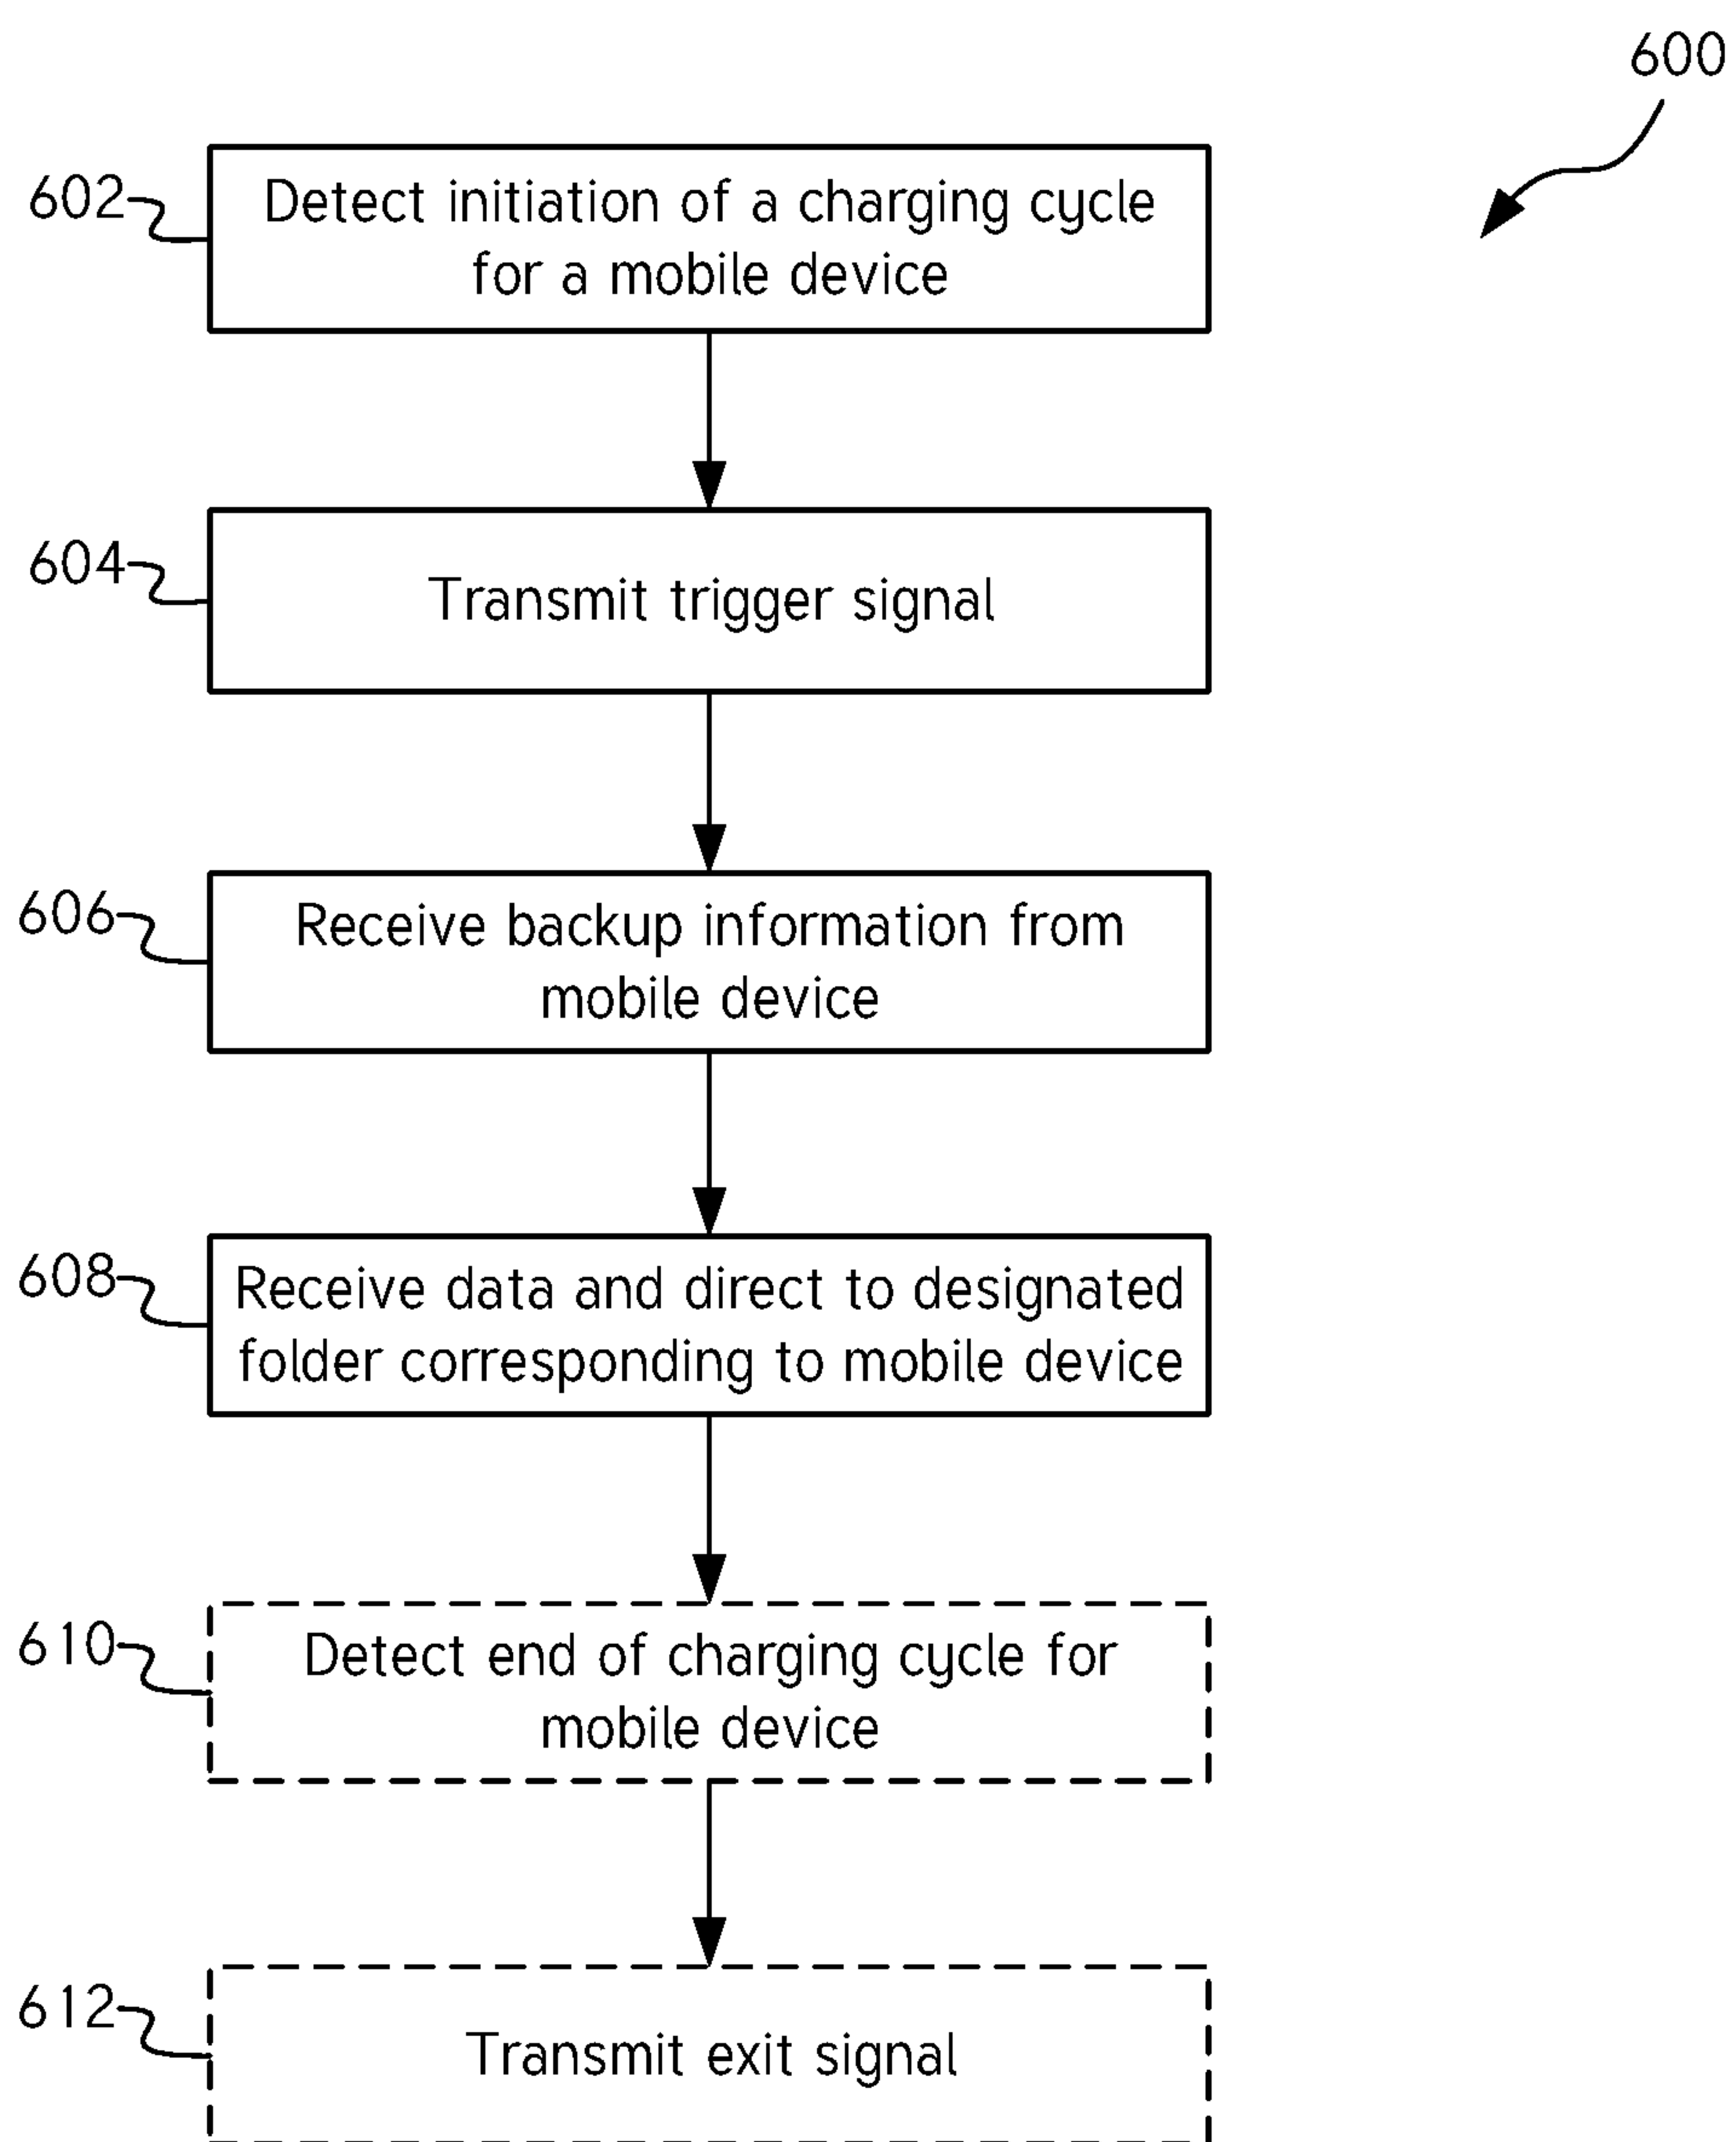 600
602
Detect initiation of a charging cycle
for a mobile device
604
Transmit trigger signal
606
Receive backup information from
mobile device
608
Receive data and direct to designated
folder corresponding to mobile device
610
Detect end of charging cycle for
mobile device
612
Transmit exit signal